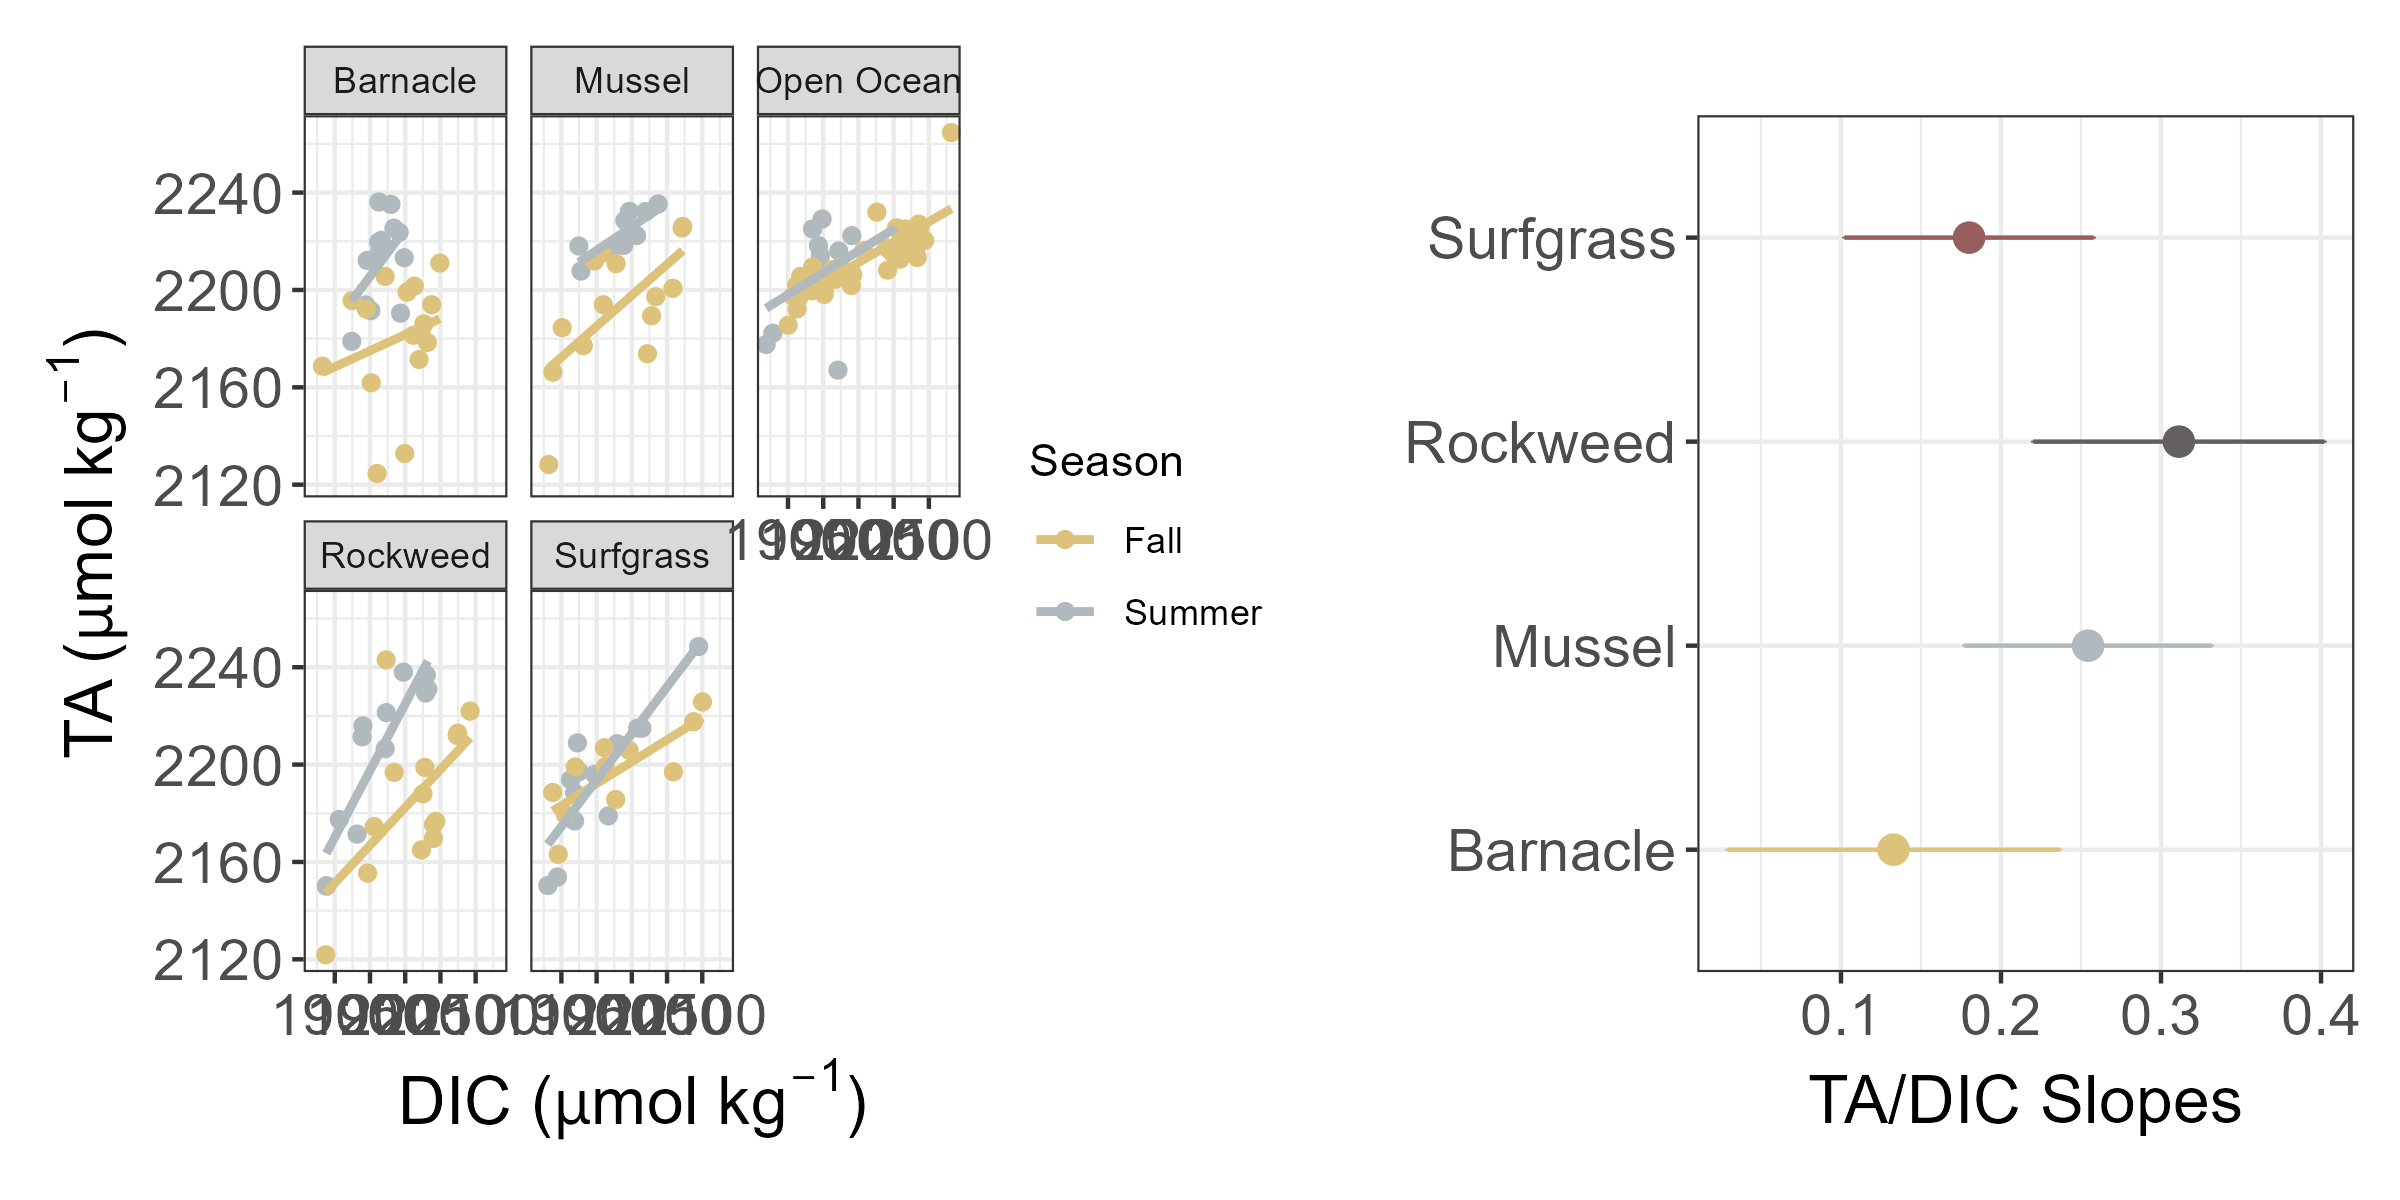 Barnacle
Mussel
Open Ocean
2240
2200
2160
2120
Rockweed
Surfgrass
2240
2200
2160
2120
TA (µmol kg⁻¹)
DIC (µmol kg⁻¹)
Season
Fall
Summer
Surfgrass
Rockweed
Mussel
Barnacle
0.1 0.2 0.3 0.4
TA/DIC Slopes